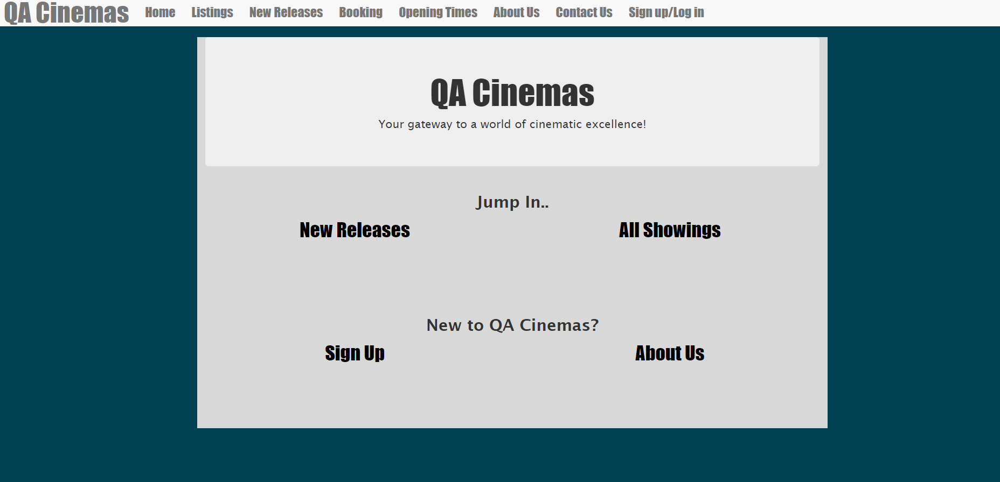 QA Cinemas Home Listings New Releases Booking Opening Times About Us Contact Us Sign up/Log in
QA Cinemas
Your gateway to a world of cinematic excellence!
Jump In..
New Releases All Showings
New to QA Cinemas?
Sign Up About Us